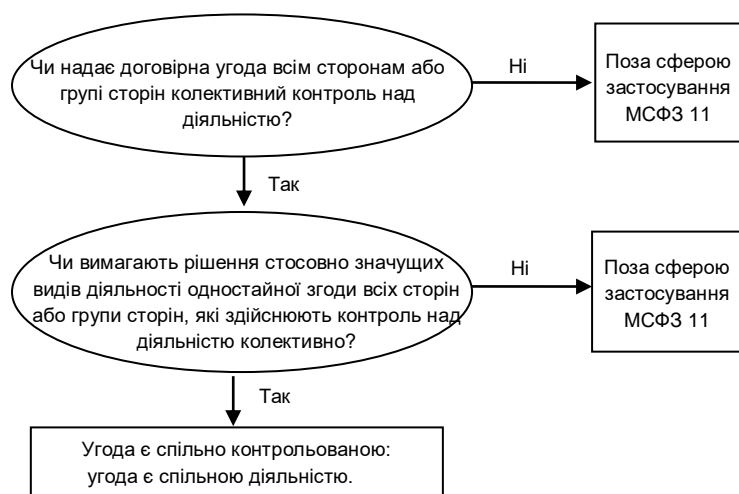 Чи надає договірна угода всім сторонам або
групі сторін колективний контроль над
діяльністю?
Ні
Поза сферою
застосування
МСФЗ 11
Так
Чи вимагають рішення стосовно значущих
видів діяльності одностайної згоди всіх сторін
або групи сторін, які здійснюють контроль над
діяльністю колективно?
Ні
Поза сферою
застосування
МСФЗ 11
Так
Угода є спільно контрольованою:
угода є спільною діяльністю.